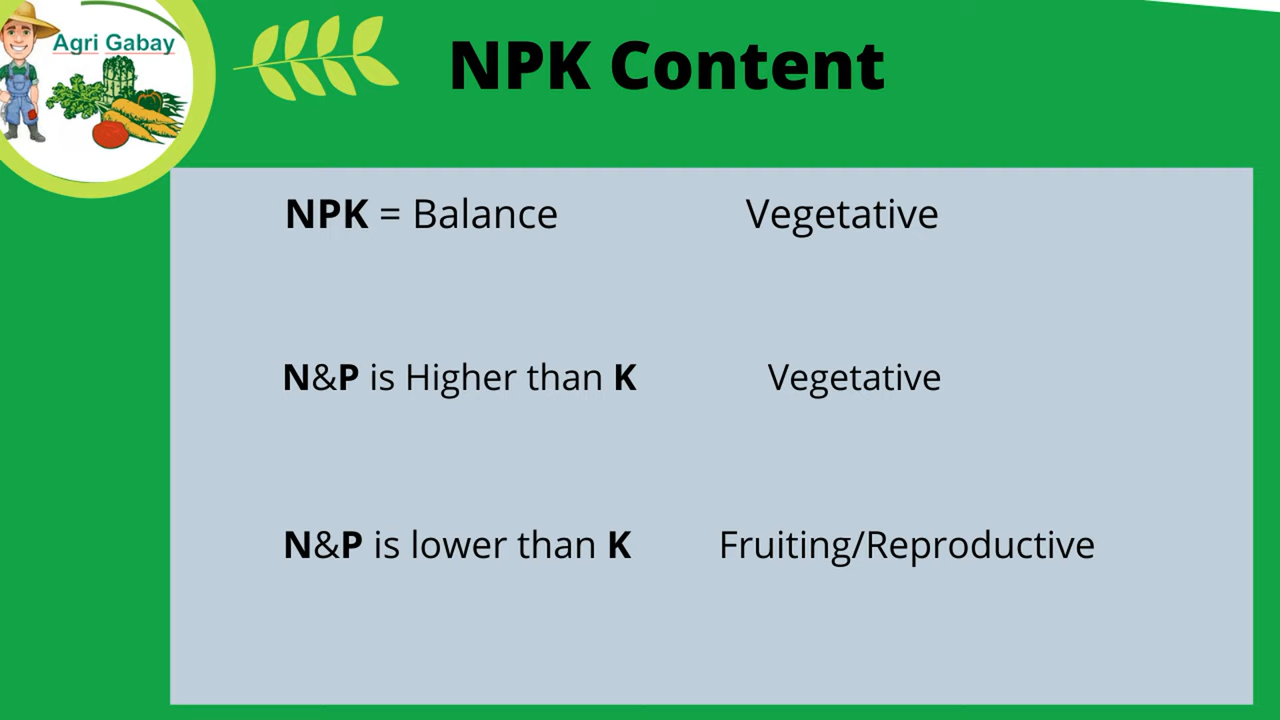 Agri Gabay
NPK Content
NPK = Balance Vegetative
N&P is Higher than K Vegetative
N&P is lower than K Fruiting/Reproductive